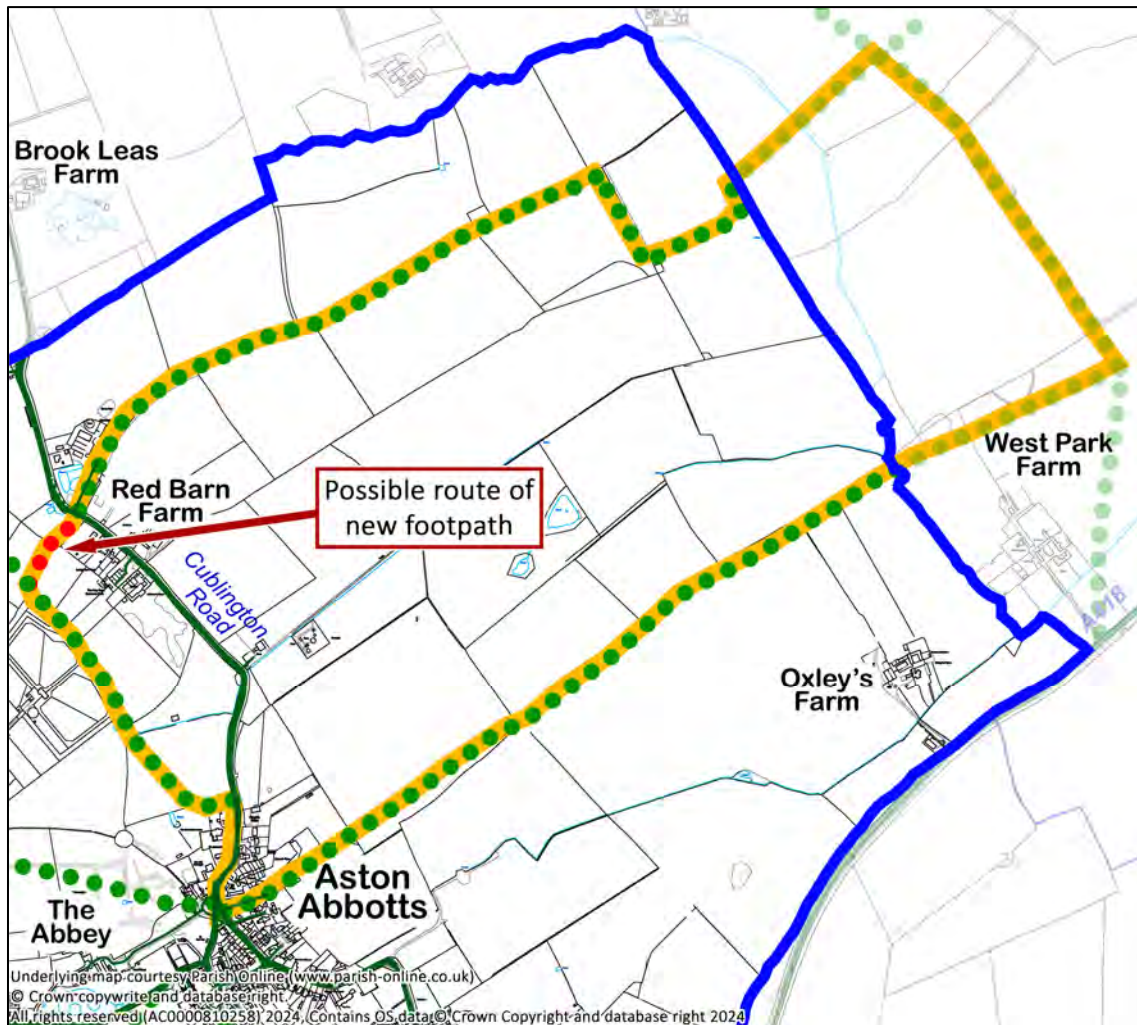 Brook Leas
Farm
Red Barn
Farm
Possible route of
new footpath
Cublington
Road
West Park
Farm
A418
Oxley's
Farm
Aston
Abbotts
The
Abbey
Underlying map courtesy Parish Online (www.parish-online.co.uk)
© Crown copywrite and database right.
All rights reserved (AC0000810258) 2024, Contains OS data © Crown Copyright and database right 2024